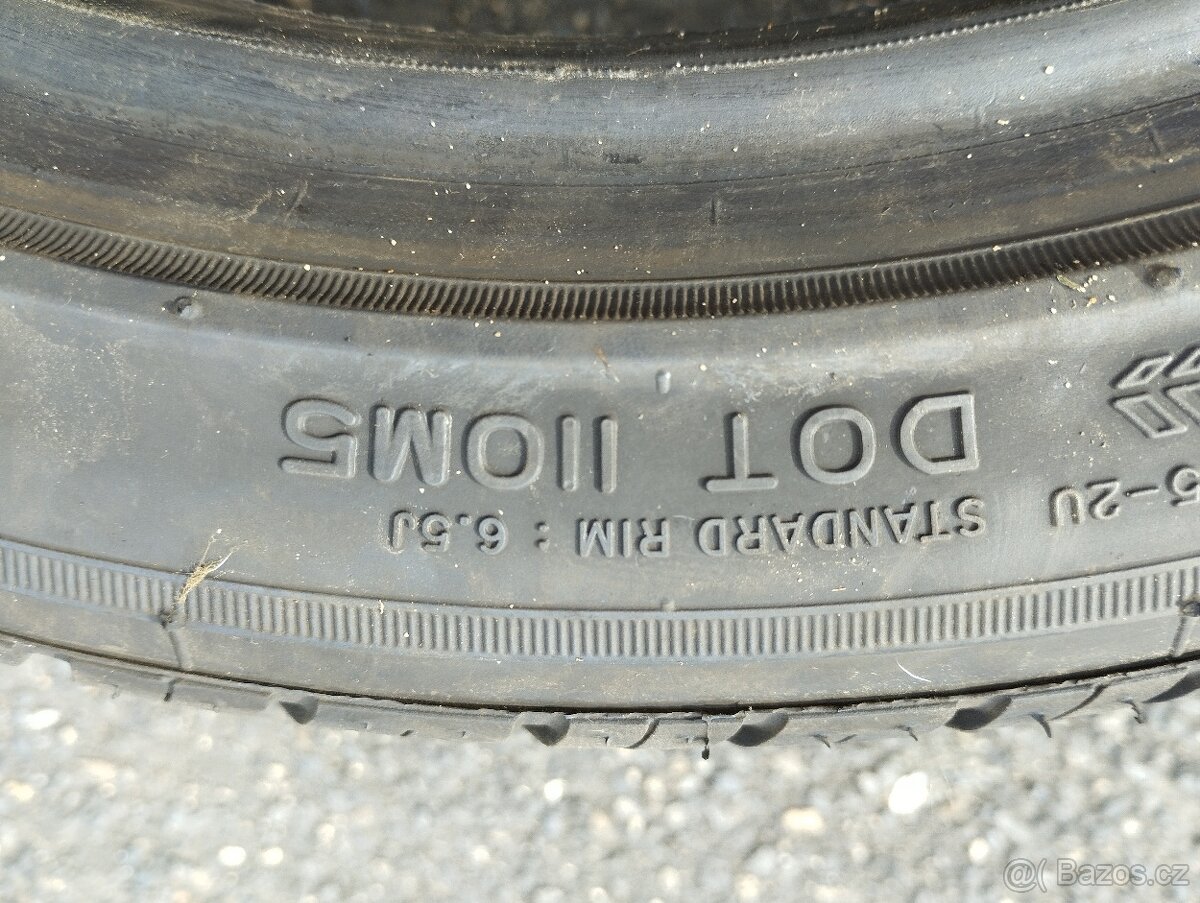 5-2U
STANDARD RIM : 6.5J
DOT 110M5
@( Bazos.cz